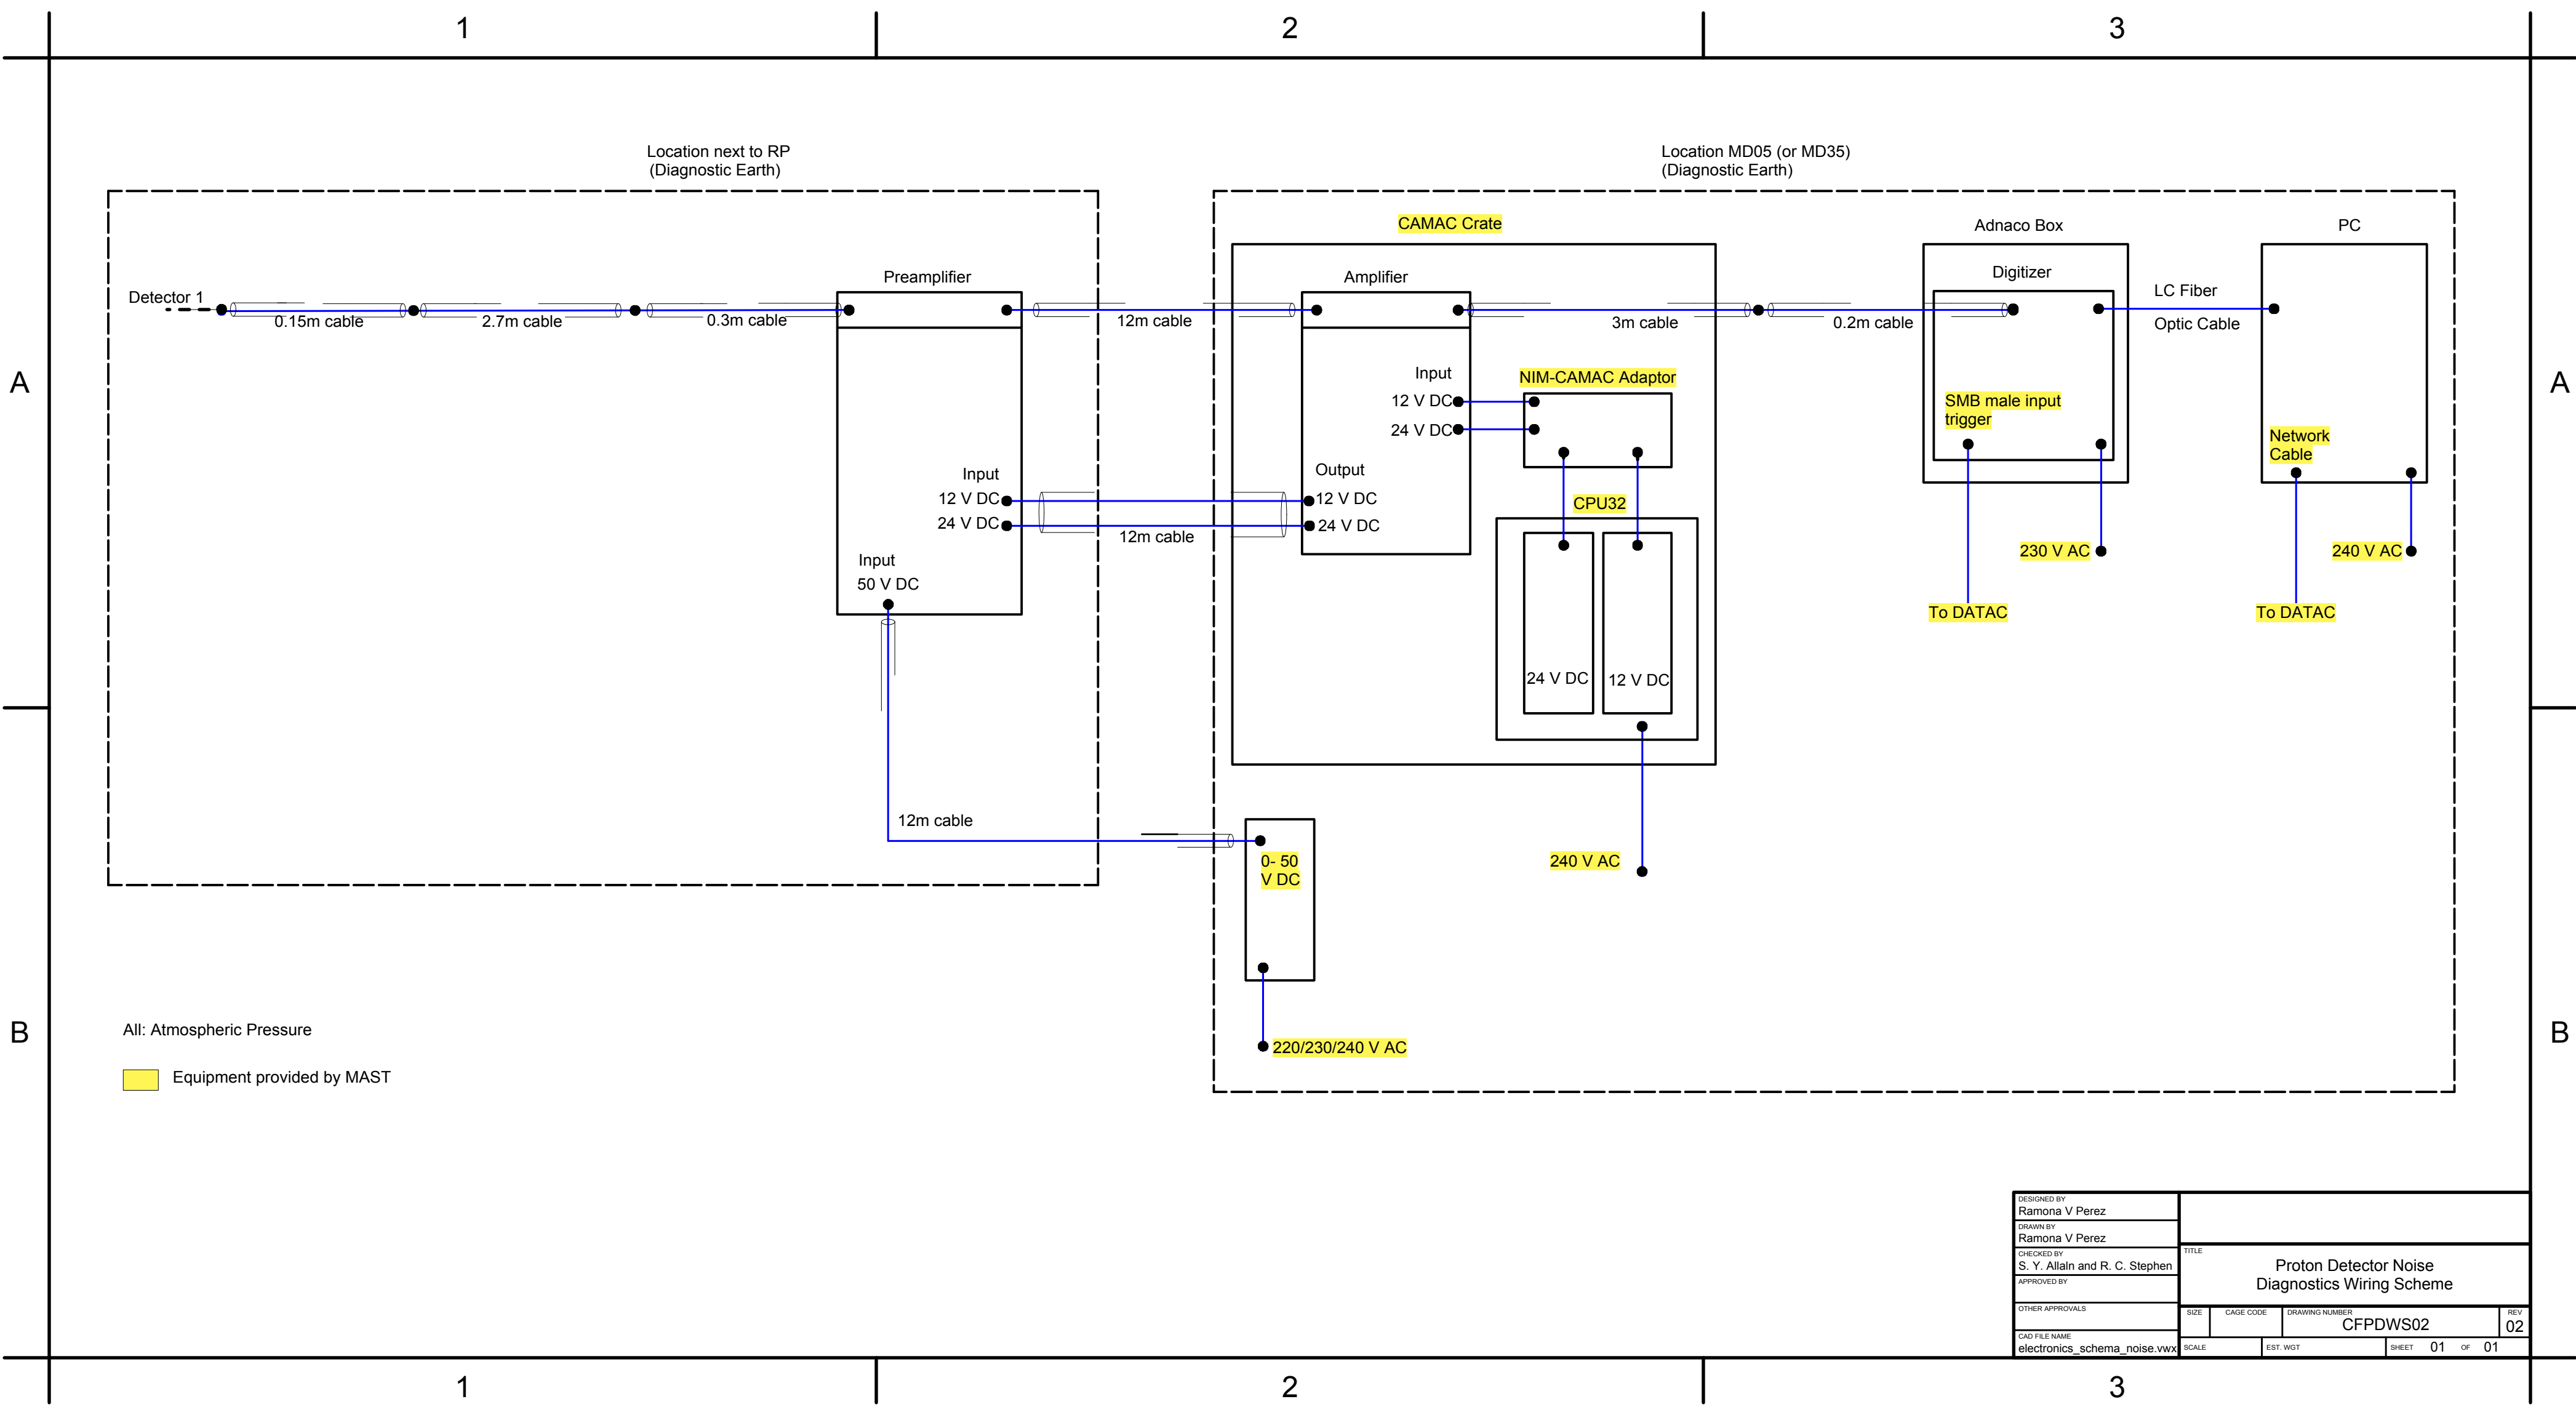 1
2
3
Location next to RP
(Diagnostic Earth)
Location MD05 (or MD35)
(Diagnostic Earth)
CAMAC Crate
Adnaco Box
PC
Preamplifier
Amplifier
Digitizer
Detector 1
0.15m cable
2.7m cable
0.3m cable
12m cable
3m cable
0.2m cable
LC Fiber
Optic Cable
A
A
Input
12 V DC
24 V DC
NIM-CAMAC Adaptor
SMB male input
trigger
Network
Cable
Input
12 V DC
24 V DC
Output
12 V DC
24 V DC
12m cable
CPU32
Input
50 V DC
230 V AC
240 V AC
To DATAC
To DATAC
24 V DC
12 V DC
12m cable
0- 50
V DC
240 V AC
B
B
All: Atmospheric Pressure
220/230/240 V AC
Equipment provided by MAST
DESIGNED BY
Ramona V Perez
DRAWN BY
Ramona V Perez
CHECKED BY
S. Y. Allaln and R. C. Stephen
APPROVED BY
OTHER APPROVALS
CAD FILE NAME
electronics_schema_noise.vwx
TITLE
Proton Detector Noise
Diagnostics Wiring Scheme
SIZE
CAGE CODE
DRAWING NUMBER
CFPDWS02
REV
02
SCALE
EST. WGT
SHEET 01 OF 01
1
2
3